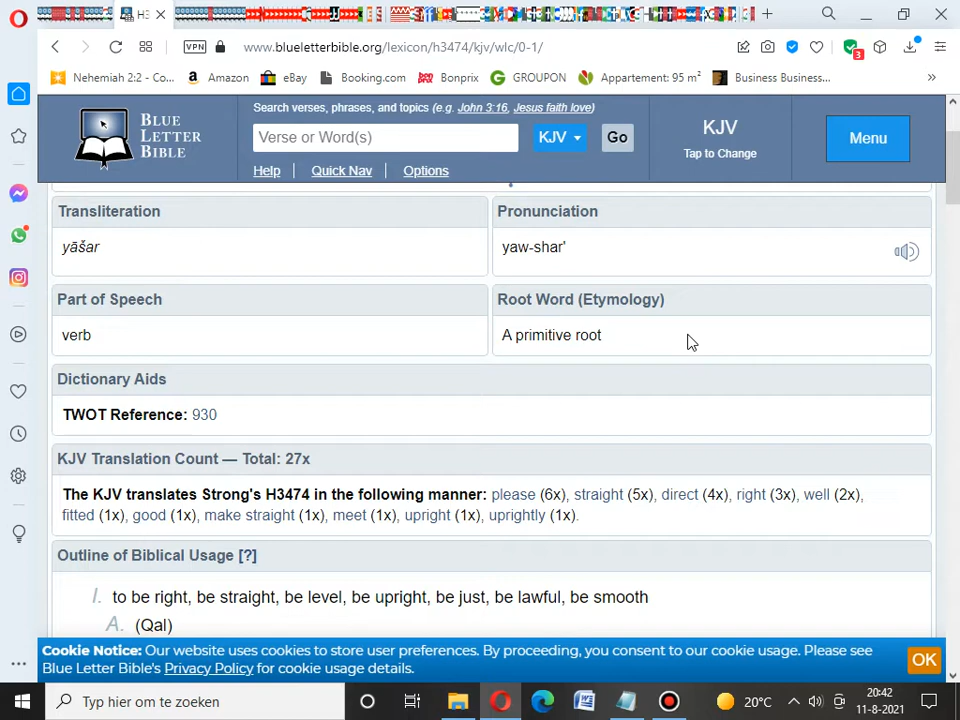 H3
www.blueletterbible.org/lexicon/h3474/kjv/wlc/0-1/
VPN
3
Nehemiah 2:2 - Co...
Amazon
eBay
Booking.com
Bonprix
GROUPON
Appartement: 95 m²
Business Business...
»
BLUE
LETTER
BIBLE
Search verses, phrases, and topics (e.g. John 3:16, Jesus faith love)
Verse or Word(s)
KJV
Go
Help
Quick Nav
Options
KJV
Tap to Change
Menu
Transliteration
Pronunciation
yāšar
yaw-shar'
Part of Speech
Root Word (Etymology)
verb
A primitive root
Dictionary Aids
TWOT Reference: 930
KJV Translation Count — Total: 27x
The KJV translates Strong's H3474 in the following manner: please (6x), straight (5x), direct (4x), right (3x), well (2x),
fitted (1x), good (1x), make straight (1x), meet (1x), upright (1x), uprightly (1x).
Outline of Biblical Usage [?]
I. to be right, be straight, be level, be upright, be just, be lawful, be smooth
A. (Qal)
Cookie Notice: Our website uses cookies to store user preferences. By proceeding, you consent to our cookie usage. Please see
Blue Letter Bible's Privacy Policy for cookie usage details.
OK
Typ hier om te zoeken
20°C
20:42
11-8-2021